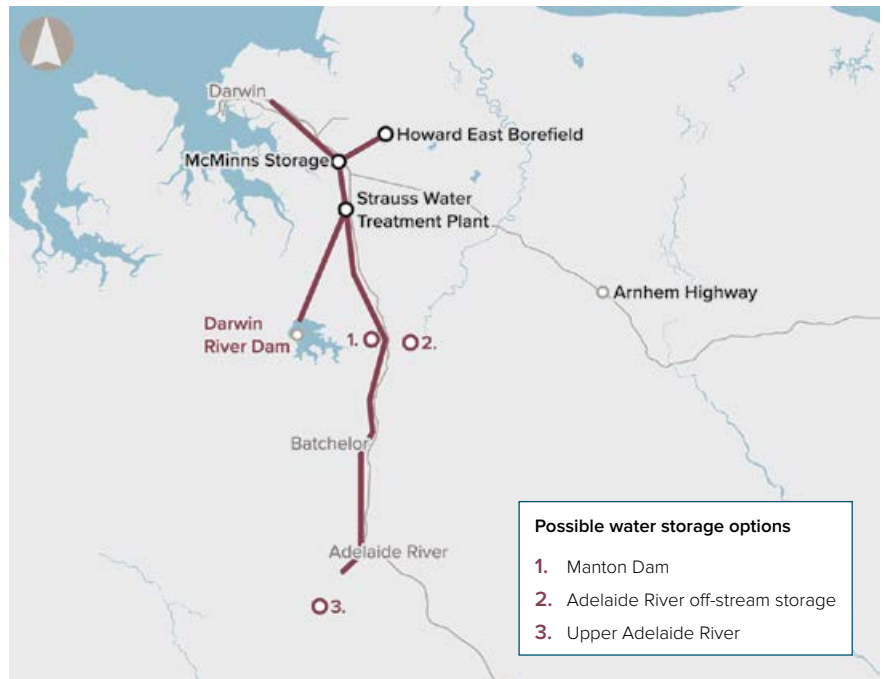 Darwin
Howard East Borefield
McMinns Storage
Strauss Water
Treatment Plant
Arnhem Highway
Darwin
River Dam
1.
2.
Batchelor
Adelaide River
3.
Possible water storage options
1. Manton Dam
2. Adelaide River off-stream storage
3. Upper Adelaide River